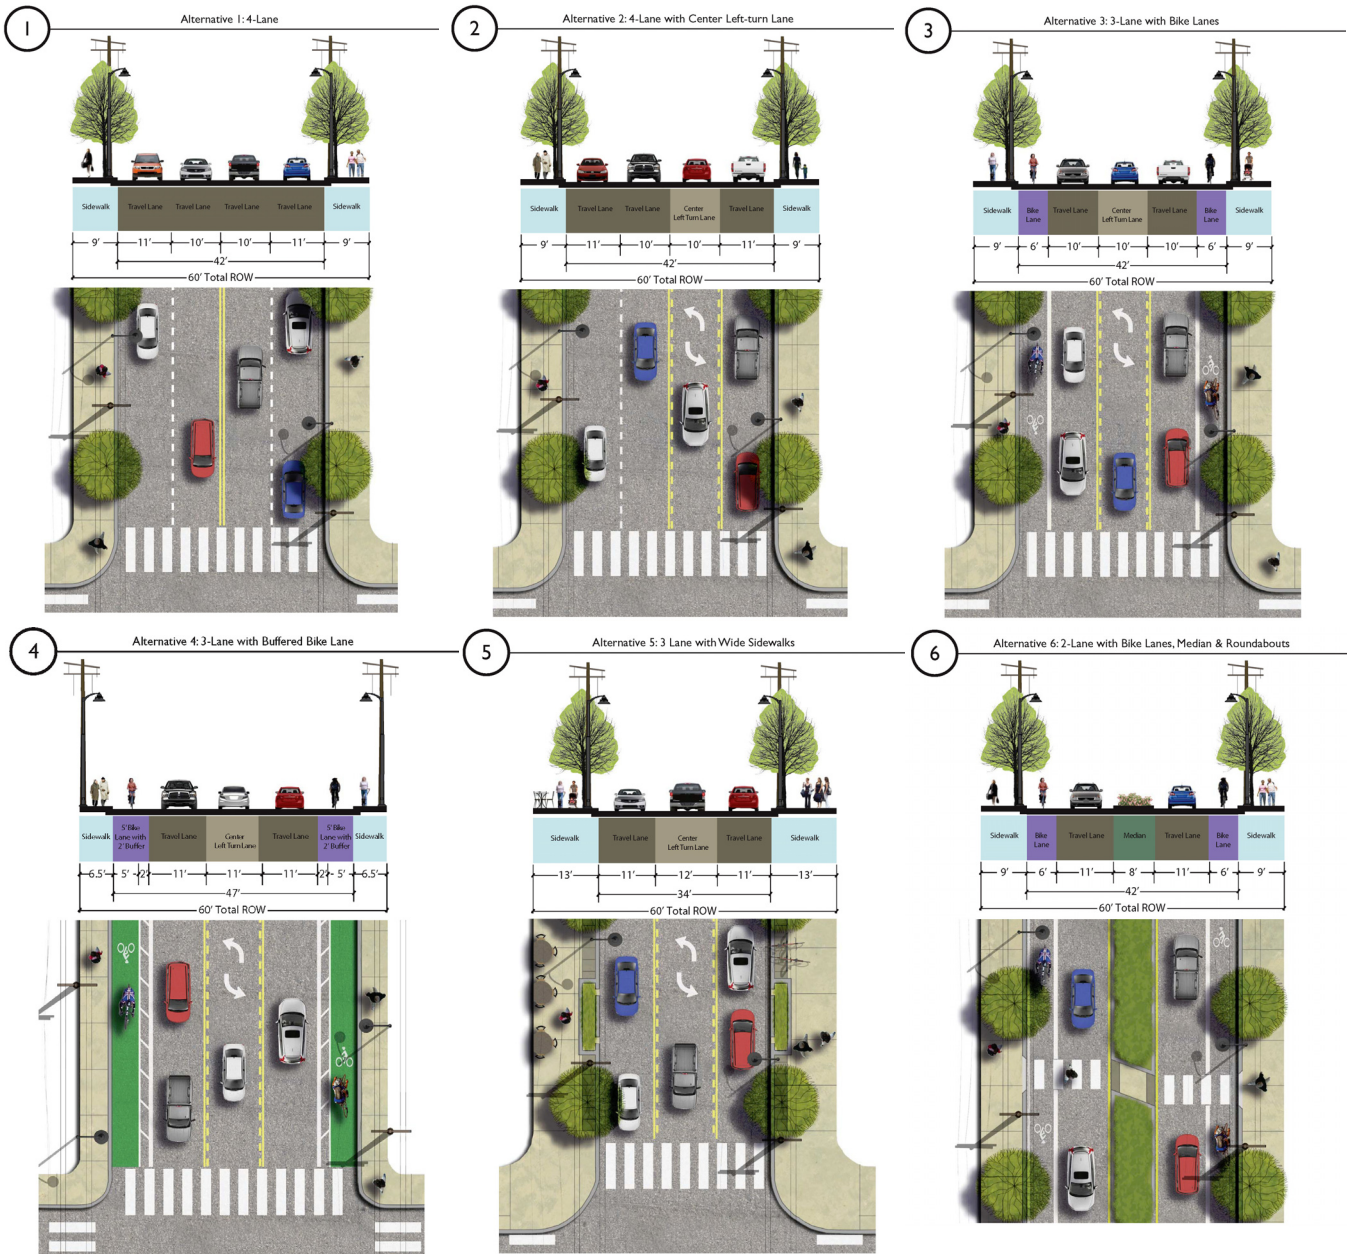 1
Alternative 1: 4-Lane
Sidewalk
Travel Lane
Travel Lane
Travel Lane
Travel Lane
Sidewalk
9'
11'
10'
10'
11'
9'
42'
60' Total ROW
2
Alternative 2: 4-Lane with Center Left-turn Lane
Sidewalk
Travel Lane
Travel Lane
Center
Left Turn Lane
Travel Lane
Sidewalk
9'
11'
10'
10'
11'
9'
42'
60' Total ROW
3
Alternative 3: 3-Lane with Bike Lanes
Sidewalk
Bike
Lane
Travel Lane
Center
Left Turn Lane
Travel Lane
Bike
Lane
Sidewalk
9'
6'
10'
10'
10'
6'
9'
42'
60' Total ROW
4
Alternative 4: 3-Lane with Buffered Bike Lane
Sidewalk
5' Bike
Lane with
2' Buffer
Travel Lane
Center
Left Turn Lane
Travel Lane
5' Bike
Lane with
2' Buffer
Sidewalk
6.5'
5'
2'
11'
11'
11'
2'
5'
6.5'
47'
60' Total ROW
5
Alternative 5: 3 Lane with Wide Sidewalks
Sidewalk
Travel Lane
Center
Left Turn Lane
Travel Lane
Sidewalk
13'
11'
12'
11'
13'
34'
60' Total ROW
6
Alternative 6: 2-Lane with Bike Lanes, Median & Roundabouts
Sidewalk
Bike
Lane
Travel Lane
Median
Travel Lane
Bike
Lane
Sidewalk
9'
6'
11'
8'
11'
6'
9'
42'
60' Total ROW